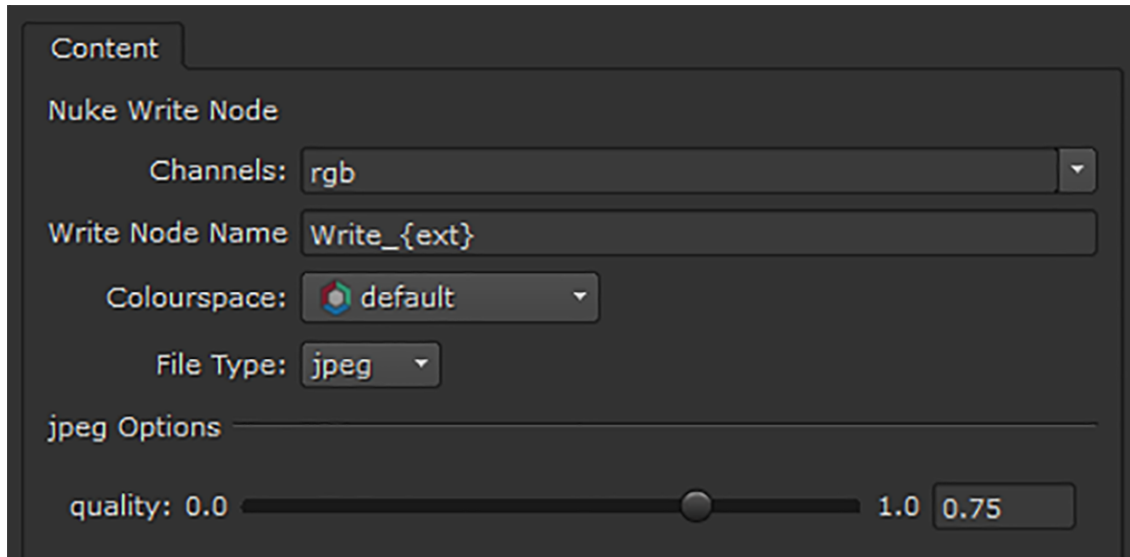 Content
Nuke Write Node
Channels: rgb
Write Node Name Write_{ext}
Colourspace: default
File Type: jpeg
jpeg Options
quality: 0.0 1.0 0.75